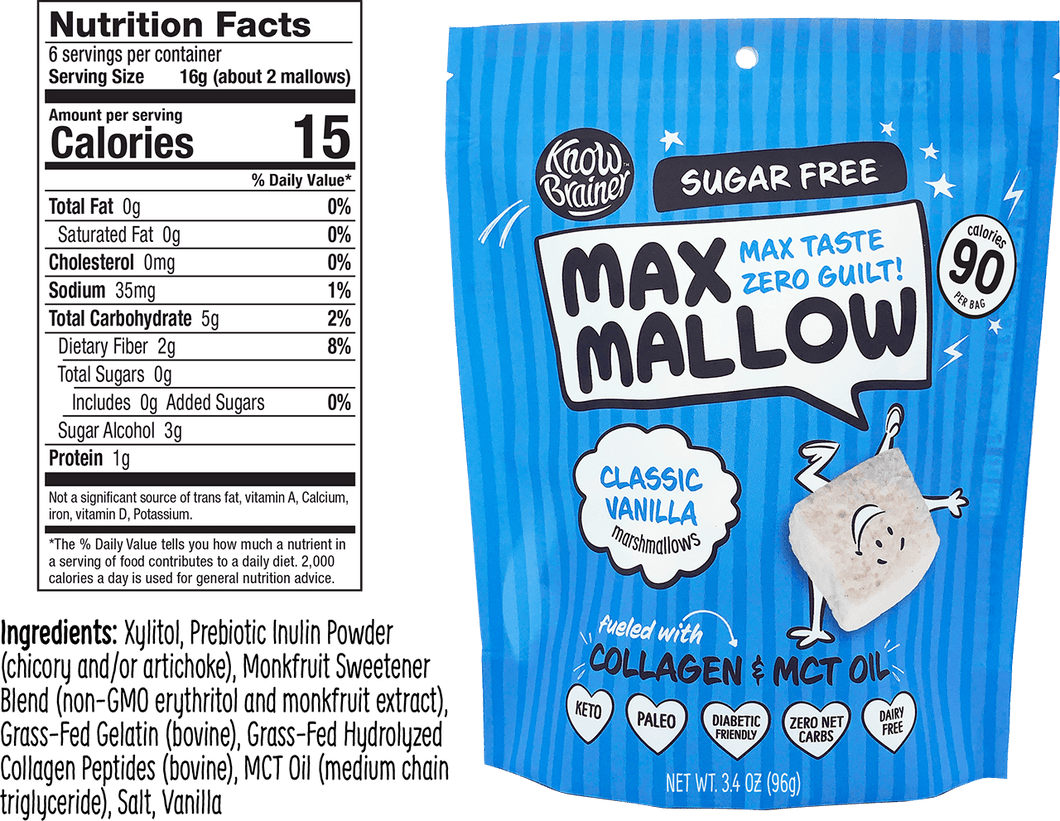 Nutrition Facts
6 servings per container
Serving Size 16g (about 2 mallows)
Amount per serving
Calories 15
% Daily Value*
Total Fat 0g 0%
Saturated Fat 0g 0%
Cholesterol 0mg 0%
Sodium 35mg 1%
Total Carbohydrate 5g 2%
Dietary Fiber 2g 8%
Total Sugars 0g
Includes 0g Added Sugars 0%
Sugar Alcohol 3g
Protein 1g
Not a significant source of trans fat, vitamin A, Calcium,
iron, vitamin D, Potassium.
*The % Daily Value tells you how much a nutrient in
a serving of food contributes to a daily diet. 2,000
calories a day is used for general nutrition advice.
Ingredients: Xylitol, Prebiotic Inulin Powder
(chicory and/or artichoke), Monkfruit Sweetener
Blend (non-GMO erythritol and monkfruit extract),
Grass-Fed Gelatin (bovine), Grass-Fed Hydrolyzed
Collagen Peptides (bovine), MCT Oil (medium chain
triglyceride), Salt, Vanilla
Know
Brainer™
SUGAR FREE
MAX
MALLOW
MAX TASTE
ZERO GUILT!
calories
90
PER BAG
CLASSIC
VANILLA
marshmallows
fueled with
COLLAGEN & MCT OIL
KETO
PALEO
DIABETIC
FRIENDLY
ZERO NET
CARBS
DAIRY
FREE
NET WT. 3.4 OZ (96g)